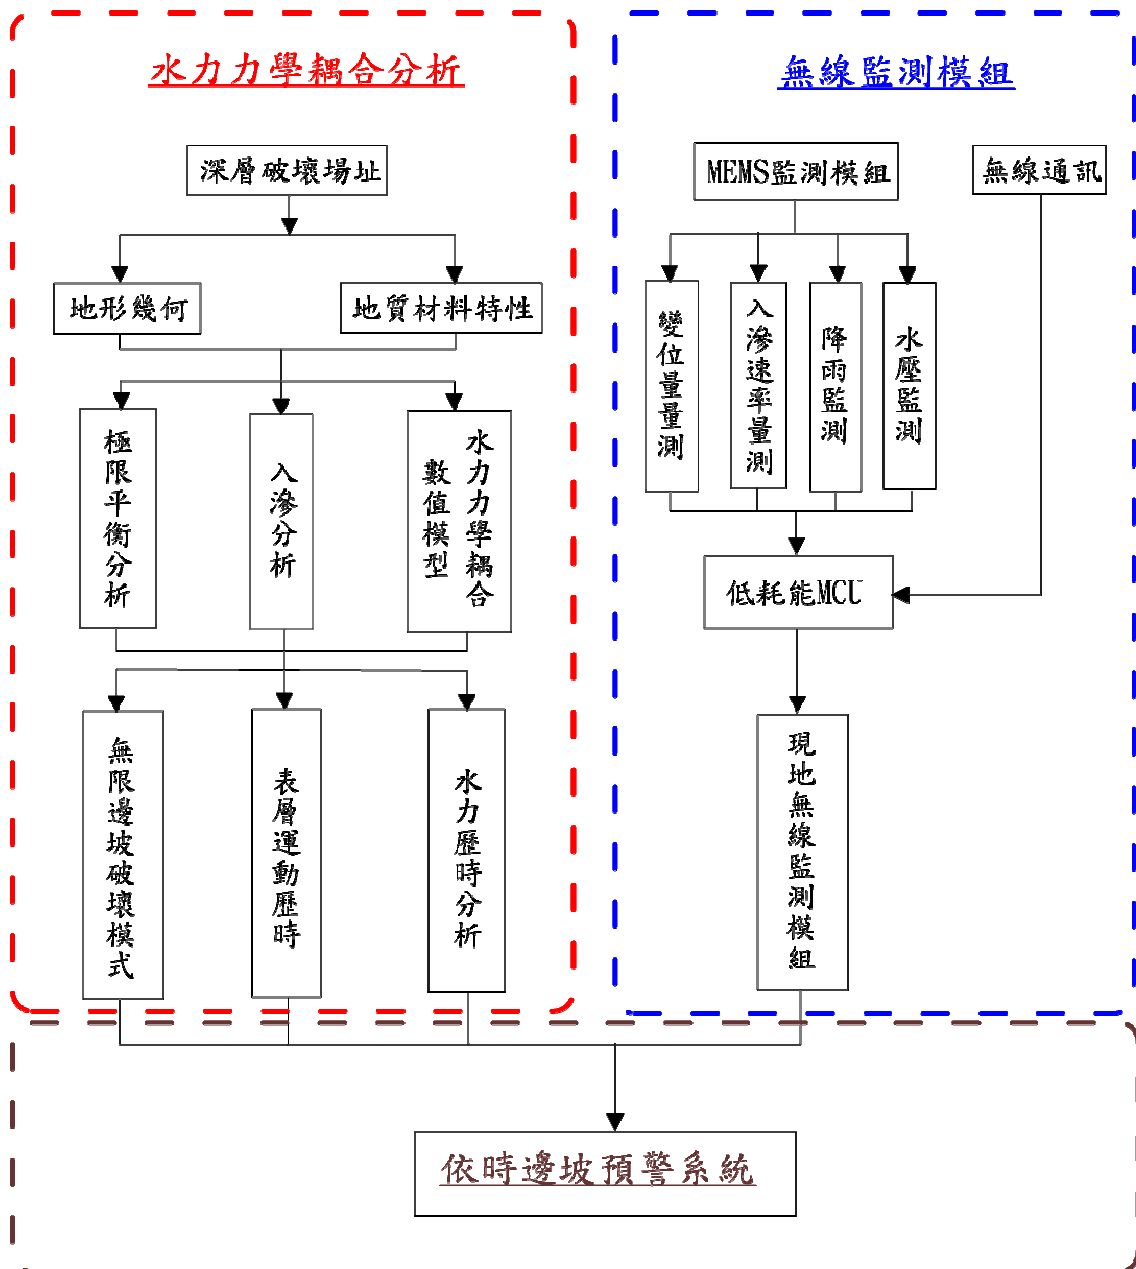 水力力學耦合分析
深層破壞場址
地形幾何
地質材料特性
極限平衡分析
入滲分析
水力力學耦合
數值模型
無限邊坡破壞模式
表層運動歷時
水力歷時分析
無線監測模組
MEMS監測模組
無線通訊
變位量量測
入滲速率量測
降雨監測
水壓監測
低耗能MCU
現地無線監測模組
依時邊坡預警系統